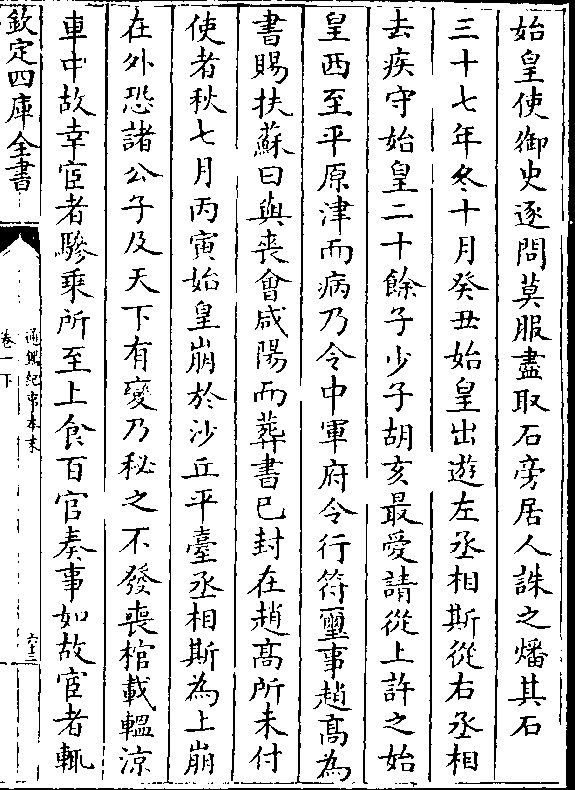 始皇使御史逐問莫服盡取石旁居人誅之燔其石
三十七年冬十月癸丑始皇出遊左丞相斯從右丞相
去疾守始皇二十餘子少子胡亥最愛請從上許之始
皇西至平原津而病乃令中軍府令行符璽事趙髙為
書賜扶蘇曰與喪㑹咸陽而葬書已封在趙髙所未付
使者秋七月丙寅始皇崩於沙丘平臺丞相斯為上崩
在外恐諸公子及天下有變乃秘之不發喪棺載轀涼
車中故幸宦者驂乗所至上食百官奏事如故宦者輒
欽定四庫全書
通鑑紀事本末
卷一下
六十三